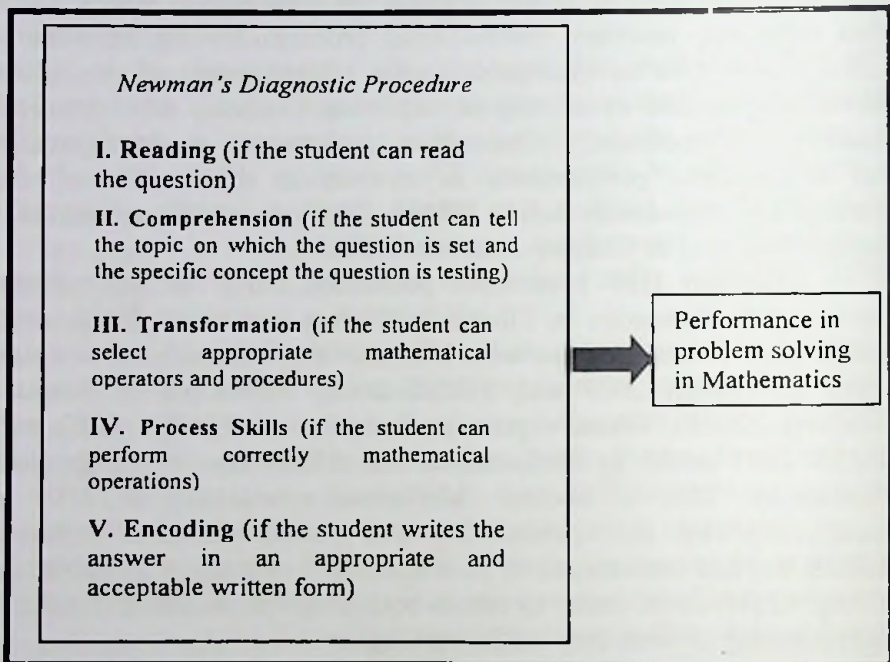 Newman's Diagnostic Procedure
I. Reading (if the student can read
the question)
II. Comprehension (if the student can tell
the topic on which the question is set and
the specific concept the question is testing)
III. Transformation (if the student can
select appropriate mathematical
operators and procedures)
IV. Process Skills (if the student can
perform correctly mathematical
operations)
V. Encoding (if the student writes the
answer in an appropriate and
acceptable written form)
Performance in
problem solving
in Mathematics